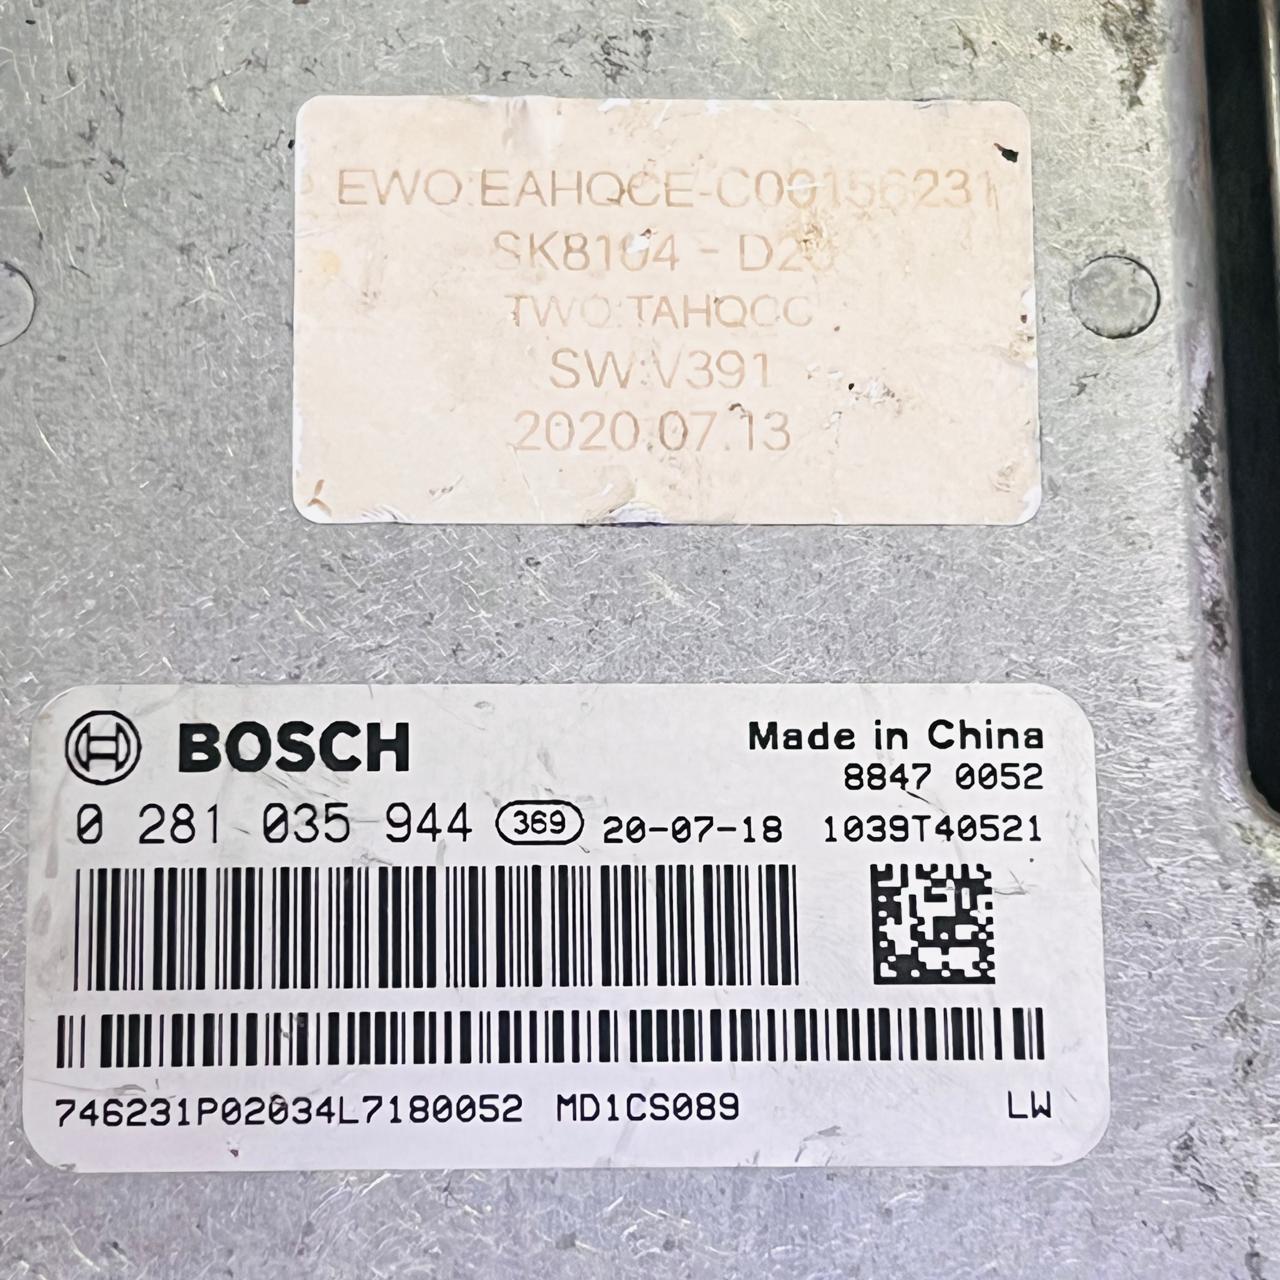 EWO:EAHQCE-C00156231
SK8104 - D20
TWO:TAHQCC
SW:V391
2020.07.13
BOSCH
Made in China
8847 0052
0 281 035 944 369 20-07-18 1039T40521
746231P02034L7180052 MD1CS089 LW